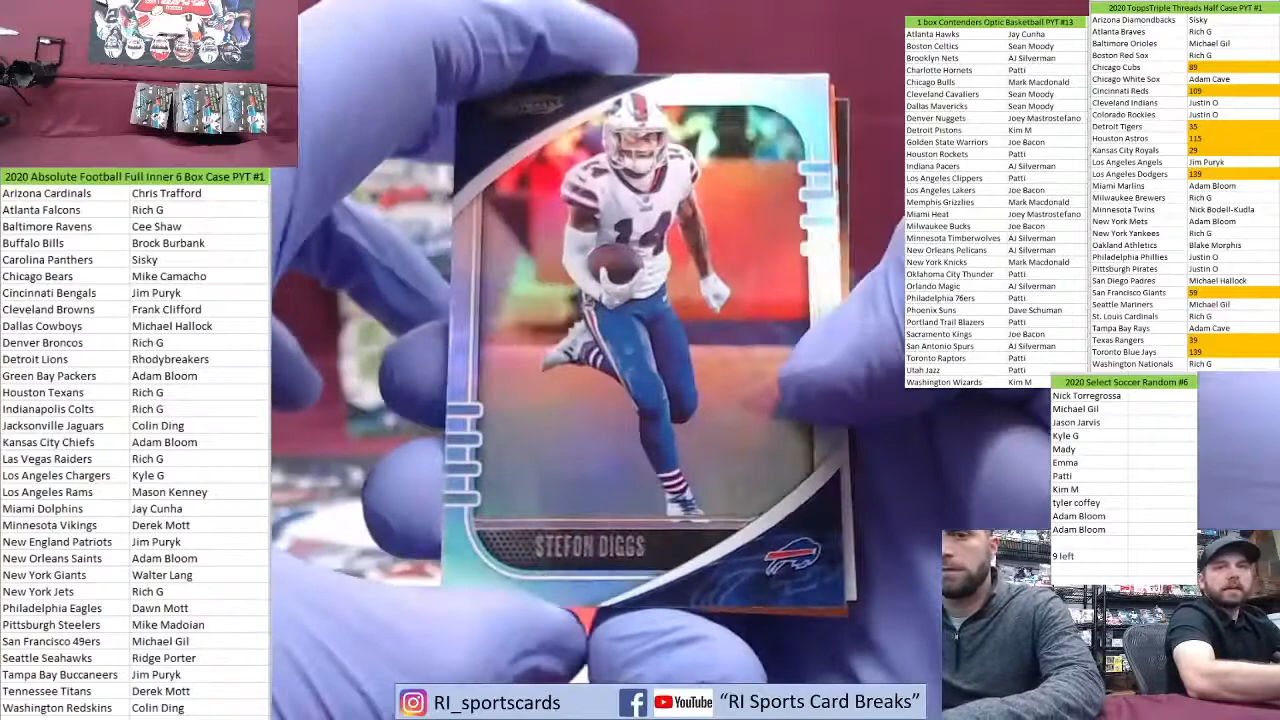 2020 Absolute Football Full Inner 6 Box Case PYT #1
Arizona Cardinals Chris Trafford
Atlanta Falcons Rich G
Baltimore Ravens Cee Shaw
Buffalo Bills Brock Burbank
Carolina Panthers Sisky
Chicago Bears Mike Camacho
Cincinnati Bengals Jim Puryk
Cleveland Browns Frank Clifford
Dallas Cowboys Michael Hallock
Denver Broncos Rich G
Detroit Lions Rhodybreakers
Green Bay Packers Adam Bloom
Houston Texans Rich G
Indianapolis Colts Rich G
Jacksonville Jaguars Colin Ding
Kansas City Chiefs Adam Bloom
Las Vegas Raiders Rich G
Los Angeles Chargers Kyle G
Los Angeles Rams Mason Kenney
Miami Dolphins Jay Cunha
Minnesota Vikings Derek Mott
New England Patriots Jim Puryk
New Orleans Saints Adam Bloom
New York Giants Walter Lang
New York Jets Rich G
Philadelphia Eagles Dawn Mott
Pittsburgh Steelers Mike Madoian
San Francisco 49ers Michael Gil
Seattle Seahawks Ridge Porter
Tampa Bay Buccaneers Jim Puryk
Tennessee Titans Derek Mott
Washington Redskins Colin Ding
14
14
STEFON DIGGS
1 box Contenders Optic Basketball PYT #13
Atlanta Hawks Jay Cunha
Boston Celtics Sean Moody
Brooklyn Nets AJ Silverman
Charlotte Hornets Patti
Chicago Bulls Mark Macdonald
Cleveland Cavaliers Sean Moody
Dallas Mavericks Sean Moody
Denver Nuggets Joey Mastrostefano
Detroit Pistons Kim M
Golden State Warriors Joe Bacon
Houston Rockets Patti
Indiana Pacers AJ Silverman
Los Angeles Clippers Patti
Los Angeles Lakers Joe Bacon
Memphis Grizzlies Mark Macdonald
Miami Heat Joey Mastrostefano
Milwaukee Bucks Joe Bacon
Minnesota Timberwolves AJ Silverman
New Orleans Pelicans AJ Silverman
New York Knicks Mark Macdonald
Oklahoma City Thunder Patti
Orlando Magic AJ Silverman
Philadelphia 76ers Patti
Phoenix Suns Dave Schuman
Portland Trail Blazers Patti
Sacramento Kings Joe Bacon
San Antonio Spurs AJ Silverman
Toronto Raptors Patti
Utah Jazz Patti
Washington Wizards Kim M
2020 ToppsTriple Threads Half Case PYT #1
Arizona Diamondbacks Sisky
Atlanta Braves Rich G
Baltimore Orioles Michael Gil
Boston Red Sox Rich G
Chicago Cubs 89
Chicago White Sox Adam Cave
Cincinnati Reds 109
Cleveland Indians Justin O
Colorado Rockies Justin O
Detroit Tigers 35
Houston Astros 115
Kansas City Royals 29
Los Angeles Angels Jim Puryk
Los Angeles Dodgers 139
Miami Marlins Adam Bloom
Milwaukee Brewers Rich G
Minnesota Twins Nick Bodell-Kudla
New York Mets Adam Bloom
New York Yankees Rich G
Oakland Athletics Blake Morphis
Philadelphia Phillies Justin O
Pittsburgh Pirates Justin O
San Diego Padres Michael Hallock
San Francisco Giants 59
Seattle Mariners Michael Gil
St. Louis Cardinals Rich G
Tampa Bay Rays Adam Cave
Texas Rangers 39
Toronto Blue Jays 139
Washington Nationals Rich G
2020 Select Soccer Random #6
Nick Torregrossa
Michael Gil
Jason Jarvis
Kyle G
Mady
Emma
Patti
Kim M
tyler coffey
Adam Bloom
Adam Bloom
9 left
RI_sportscards YouTube "RI Sports Card Breaks"